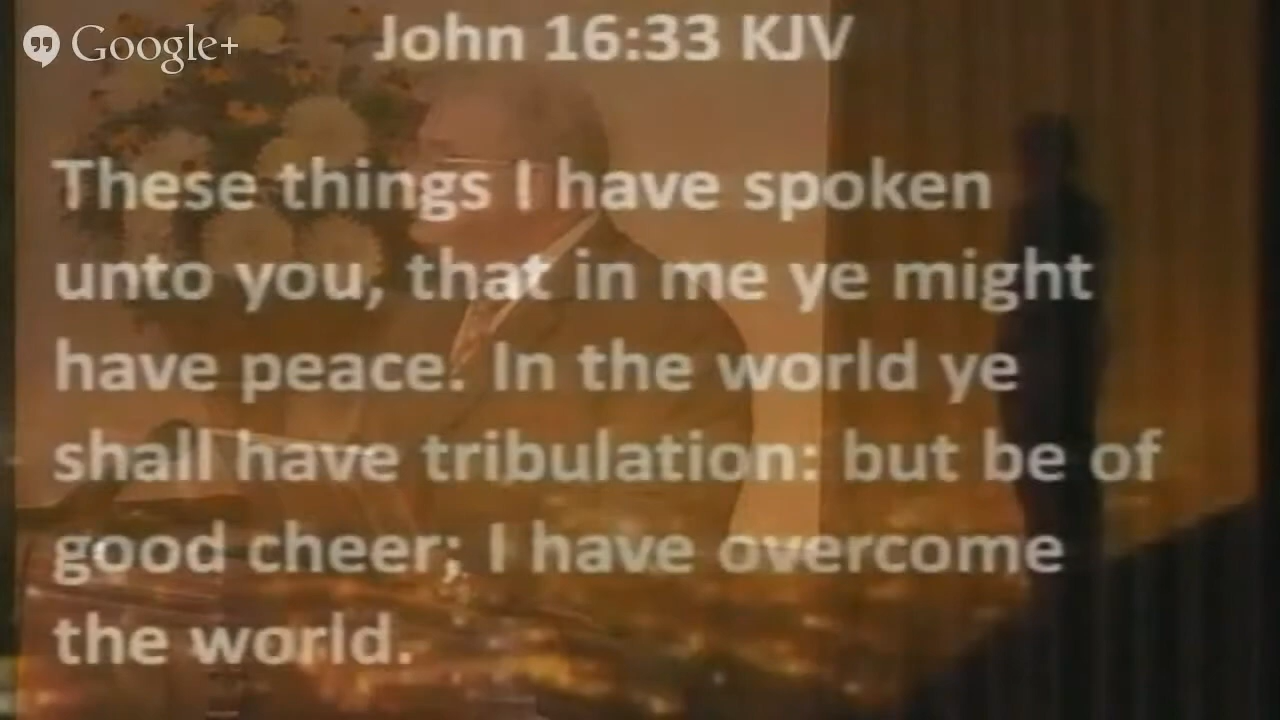 Google+
John 16:33 KJV
These things I have spoken
unto you, that in me ye might
have peace. In the world ye
shall have tribulation: but be of
good cheer; I have overcome
the world.